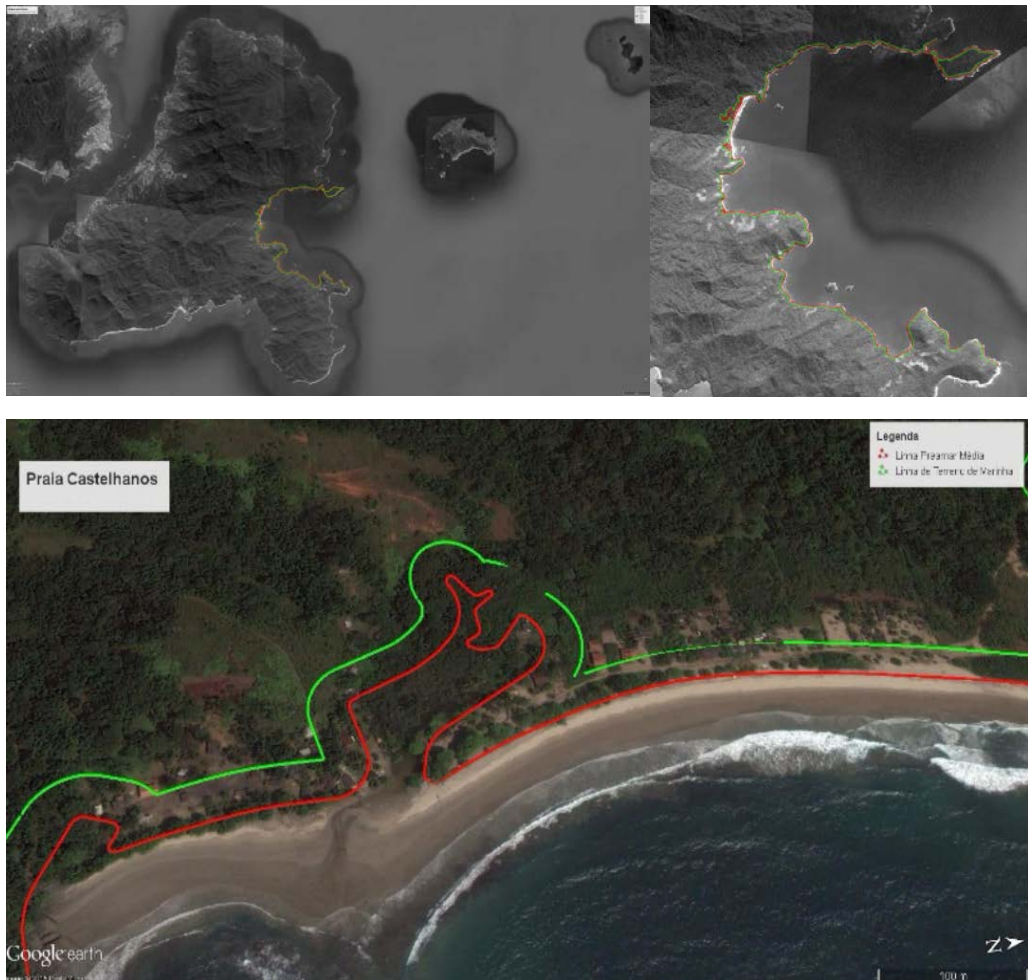 Praia Castelhanos
Legenda
Linha Preamar Média
Linha de Terreno de Marinha
Google earth
N
100 m